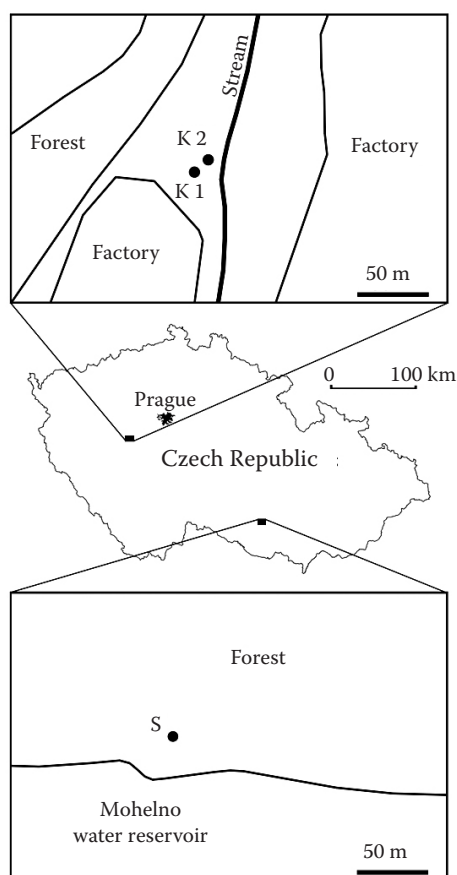 Stream
K 2
Forest
Factory
K 1
Factory
50 m
0 100 km
Prague
Czech Republic
Forest
S
Mohelno
water reservoir
50 m